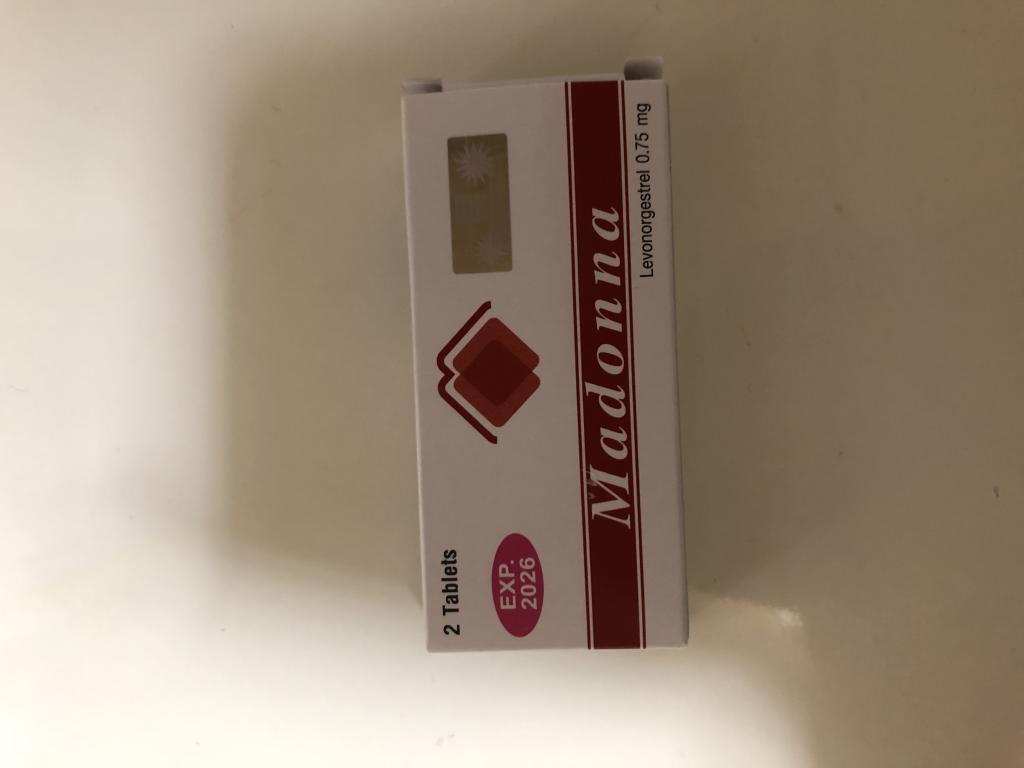 2 Tablets
EXP.
2026
Madonna
Levonorgestrel 0.75 mg